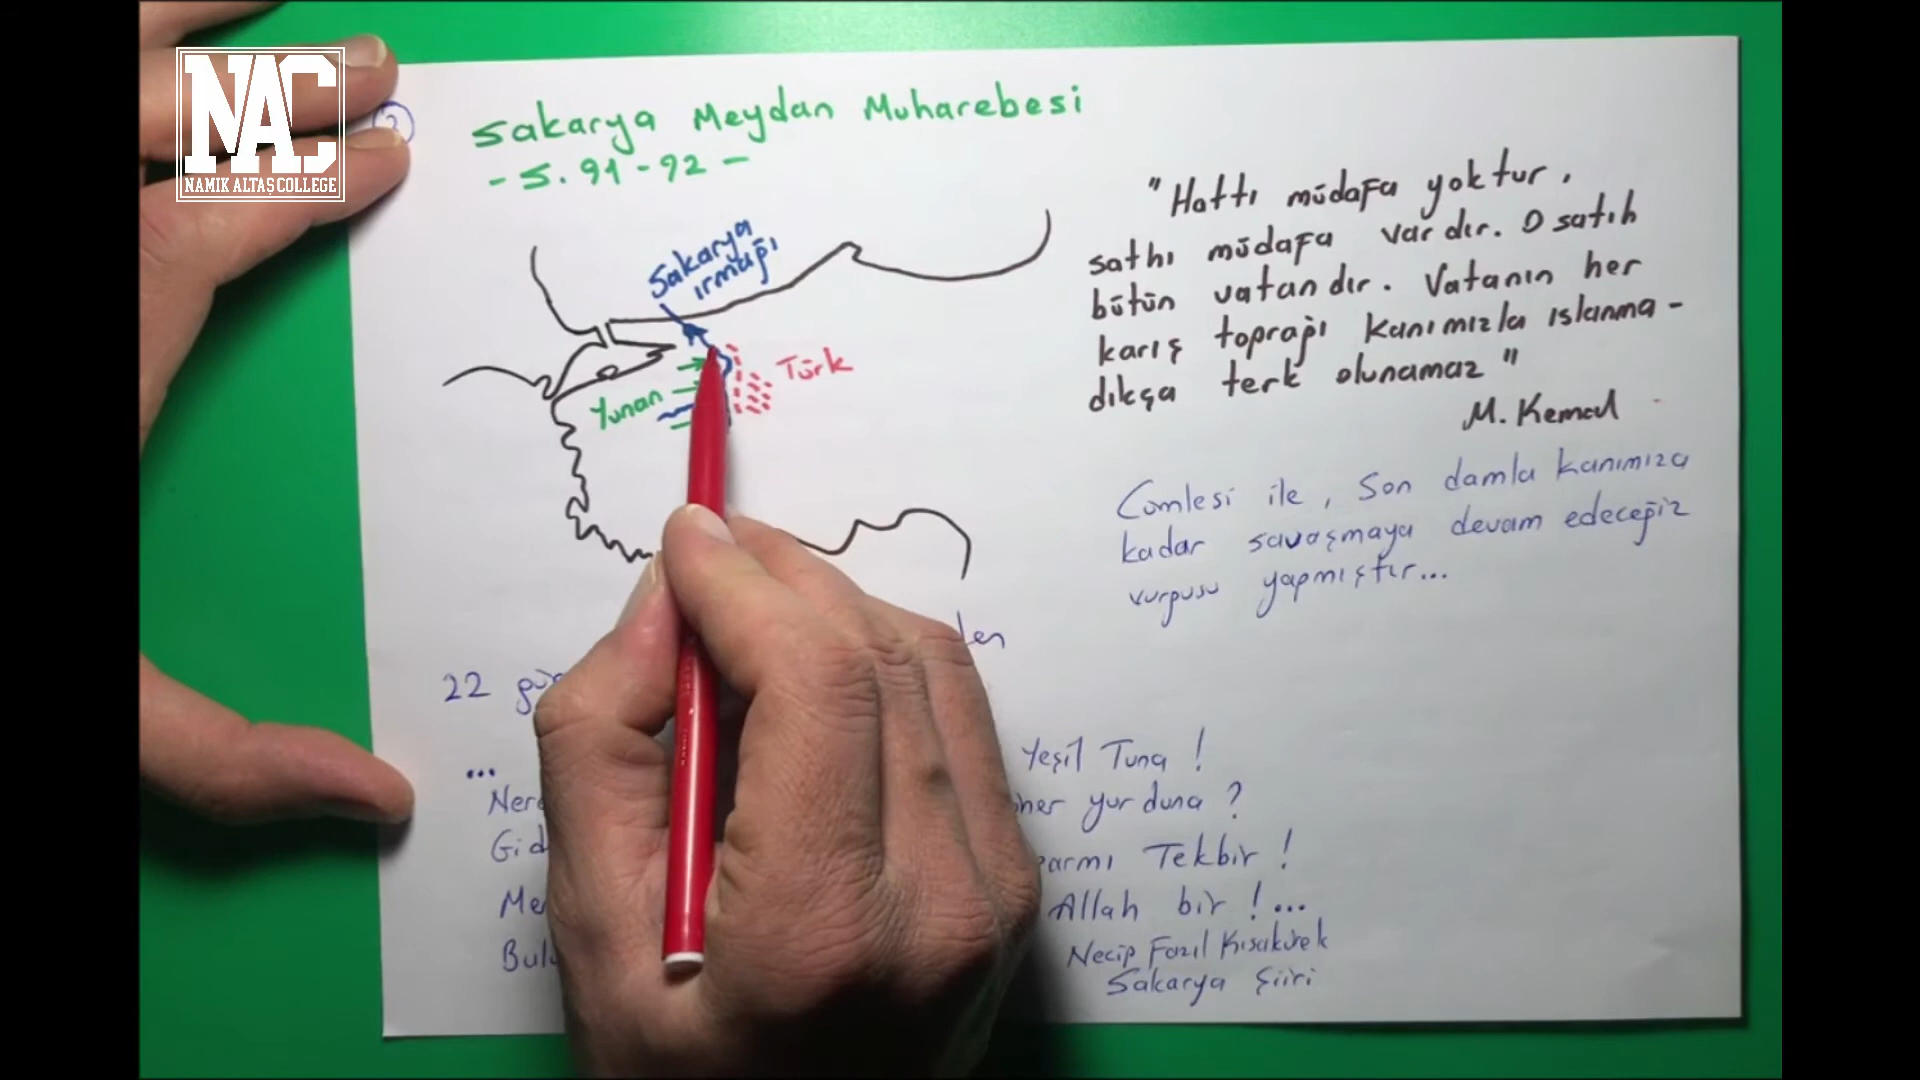 NAC
NAMIK ALTAŞ COLLEGE
2
Sakarya Meydan Muharebesi
- S. 91 - 92 -
"Hattı müdafa yoktur,
sathı müdafa vardır. O satıh
bütün vatandır. Vatanın her
karış toprağı kanımızla ıslanma-
dıkça terk olunamaz"
M. Kemal
Sakarya
ırmağı
Türk
Yunan
Cümlesi ile, Son damla kanımıza
kadar savaşmaya devam edeceğiz
vurgusu yapmıştır...
22
...
Yeşil Tuna !
yurduna ?
Tekbir !
Allah bir !...
Necip Fazıl Kısakürek
Sakarya Şiiri